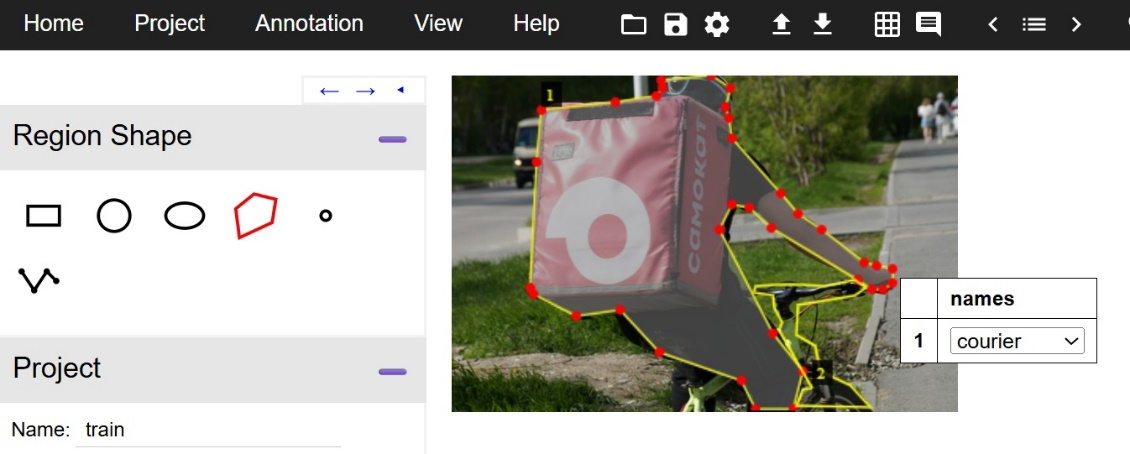 Home Project Annotation View Help
Region Shape
Project
Name: train
1
самокат
2
names
1 courier